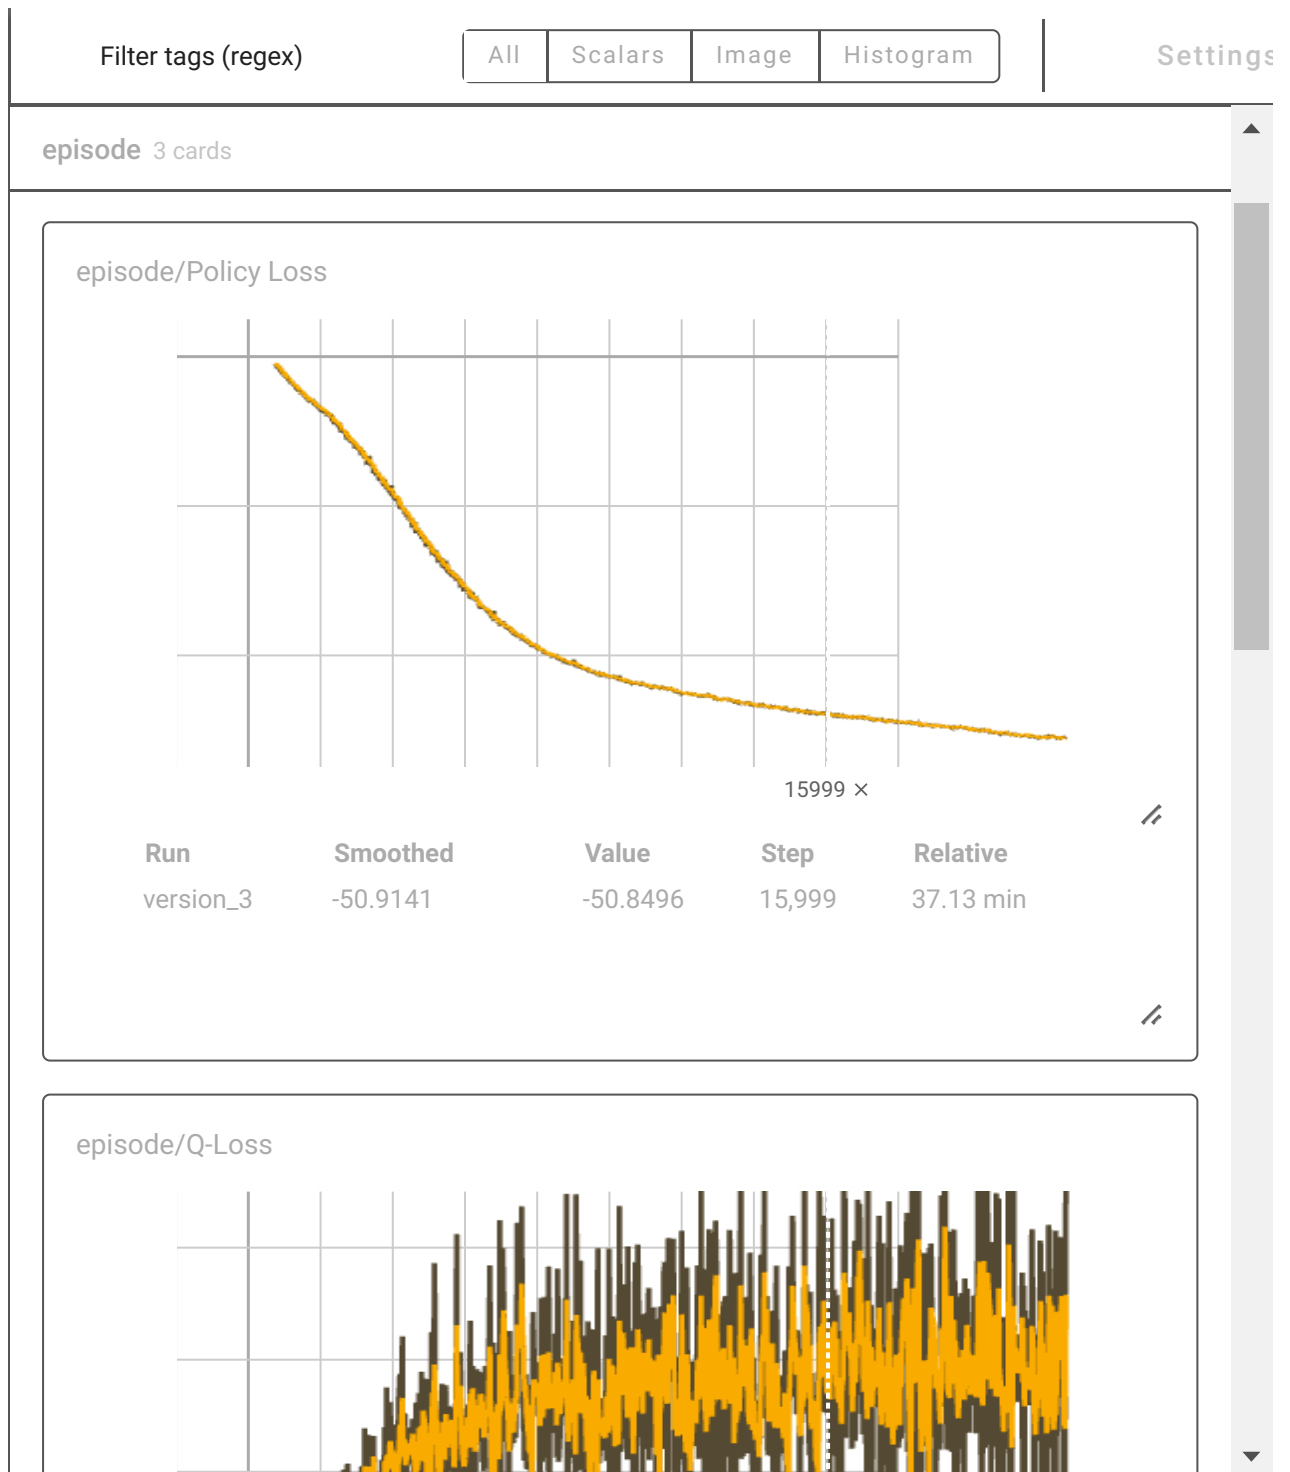 Filter tags (regex) All Scalars Image Histogram Settings
episode 3 cards
episode/Policy Loss
15999 ×
Run Smoothed Value Step Relative
version_3 -50.9141 -50.8496 15,999 37.13 min
episode/Q-Loss